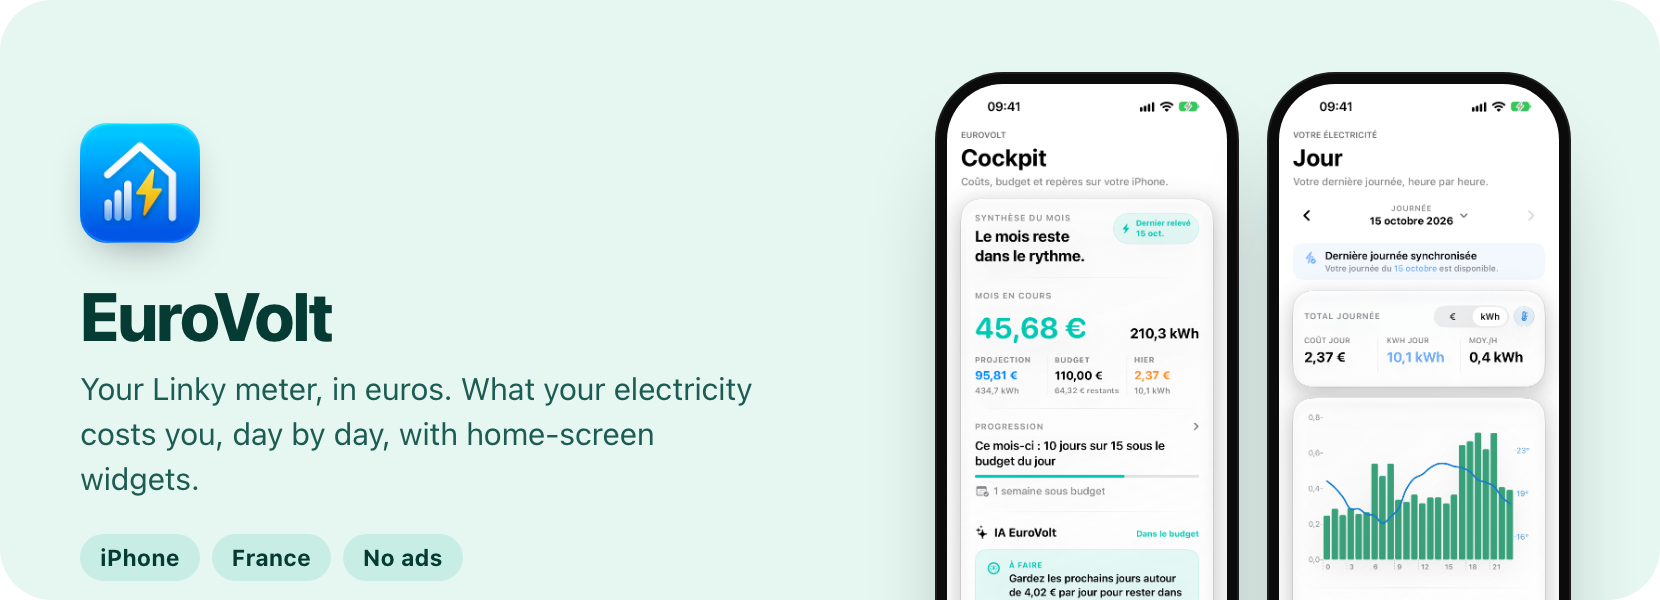 EuroVolt
Your Linky meter, in euros. What your electricity
costs you, day by day, with home-screen
widgets.
iPhone
France
No ads
09:41
EUROVOLT
Cockpit
Coûts, budget et repères sur votre iPhone.
SYNTHÈSE DU MOIS
Le mois reste
dans le rythme.
Dernier relevé
15 oct.
MOIS EN COURS
45,68 €
210,3 kWh
PROJECTION
95,81 €
434,7 kWh
BUDGET
110,00 €
64,32 € restants
HIER
2,37 €
10,1 kWh
PROGRESSION
Ce mois-ci : 10 jours sur 15 sous le
budget du jour
1 semaine sous budget
IA EuroVolt
Dans le budget
À FAIRE
Gardez les prochains jours autour
de 4,02 € par jour pour rester dans
09:41
VOTRE ÉLECTRICITÉ
Jour
Votre dernière journée, heure par heure.
JOURNÉE
15 octobre 2026
Dernière journée synchronisée
Votre journée du 15 octobre est disponible.
TOTAL JOURNÉE
€
kWh
COÛT JOUR
2,37 €
KWH JOUR
10,1 kWh
MOY./H
0,4 kWh
0,8
0,6
0,4
0,2
0,0
23°
19°
16°
0 3 6 9 12 15 18 21